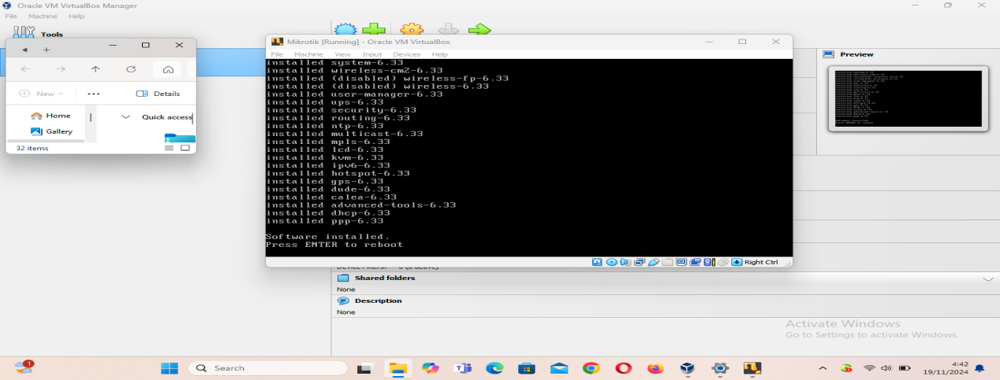 Oracle VM VirtualBox Manager
File Machine Help
Tools
New
Details
Home
Quick access
Gallery
32 items
Mikrotik [Running] - Oracle VM VirtualBox
File Machine View Input Devices Help
installed system-6.33
installed wireless-cm2-6.33
installed (disabled) wireless-fp-6.33
installed (disabled) wireless-6.33
installed user-manager-6.33
installed ups-6.33
installed security-6.33
installed routing-6.33
installed ntp-6.33
installed multicast-6.33
installed mpls-6.33
installed lcd-6.33
installed kvm-6.33
installed ipv6-6.33
installed hotspot-6.33
installed gps-6.33
installed dude-6.33
installed calea-6.33
installed advanced-tools-6.33
installed dhcp-6.33
installed ppp-6.33
Software installed.
Press ENTER to reboot
Right Ctrl
Preview
Shared folders
None
Description
None
Activate Windows
Go to Settings to activate Windows.
1
Search
4:42
19/11/2024